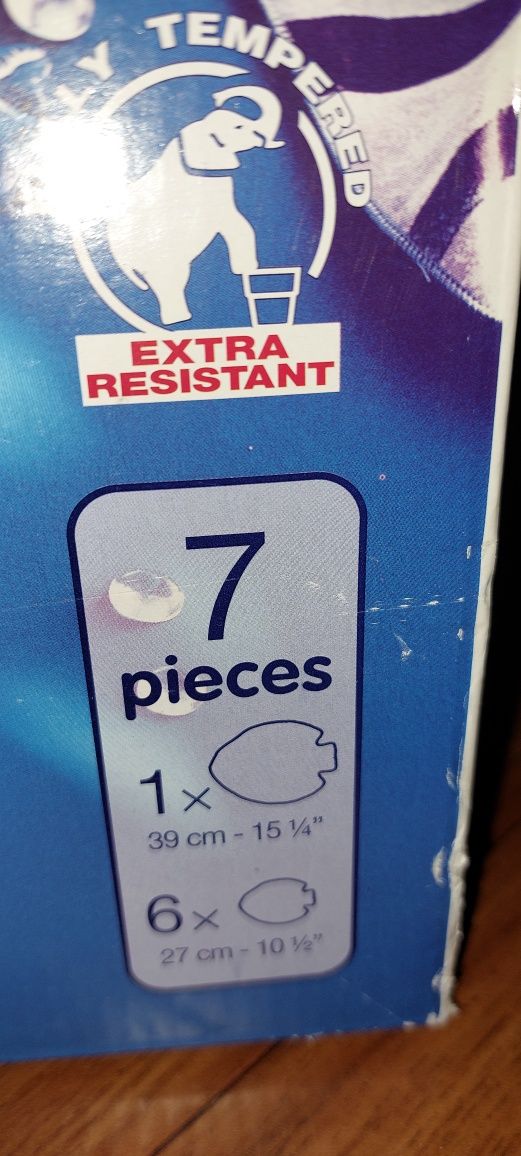 TEMPERED
EXTRA
RESISTANT
7
pieces
1×
39 cm - 15 ¼"
6×
27 cm - 10 ½"